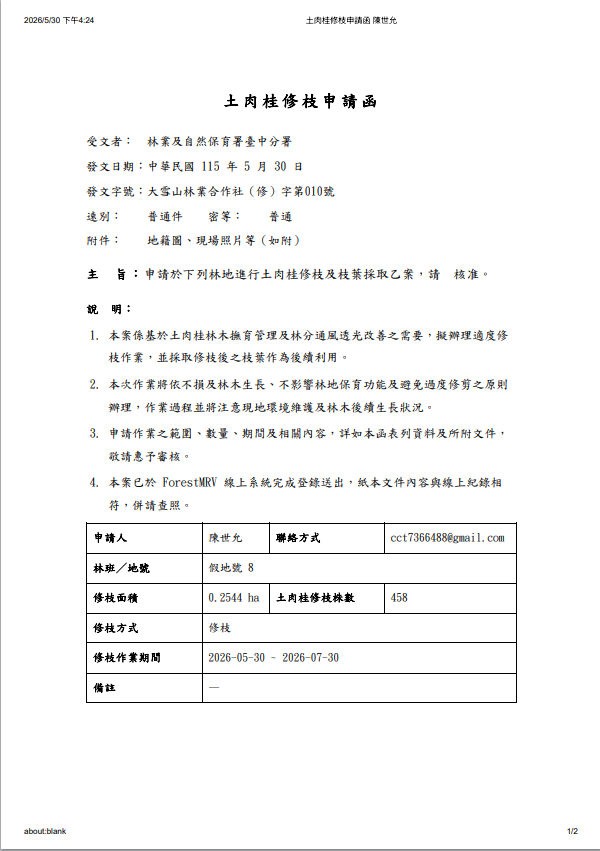 2026/5/30 下午4:24 土肉桂修枝申請函 陳世允
土肉桂修枝申請函
受文者： 林業及自然保育署臺中分署
發文日期：中華民國 115 年 5 月 30 日
發文字號：大雪山林業合作社（修）字第010號
速別： 普通件 密等： 普通
附件： 地籍圖、現場照片等（如附）
主 旨：申請於下列林地進行土肉桂修枝及枝葉採取乙案，請 核准。
說 明：
1. 本案係基於土肉桂林木撫育管理及林分通風透光改善之需要，擬辦理適度修
枝作業，並採取修枝後之枝葉作為後續利用。
2. 本次作業將依不損及林木生長、不影響林地保育功能及避免過度修剪之原則
辦理，作業過程並將注意現地環境維護及林木後續生長狀況。
3. 申請作業之範圍、數量、期間及相關內容，詳如本函表列資料及所附文件，
敬請惠予審核。
4. 本案已於 ForestMRV 線上系統完成登錄送出，紙本文件內容與線上紀錄相
符，併請查照。
申請人 陳世允 聯絡方式 cct7366488@gmail.com
林班／地號 假地號 8
修枝面積 0.2544 ha 土肉桂修枝株數 458
修枝方式 修枝
修枝作業期間 2026-05-30 ~ 2026-07-30
備註 —
about:blank 1/2